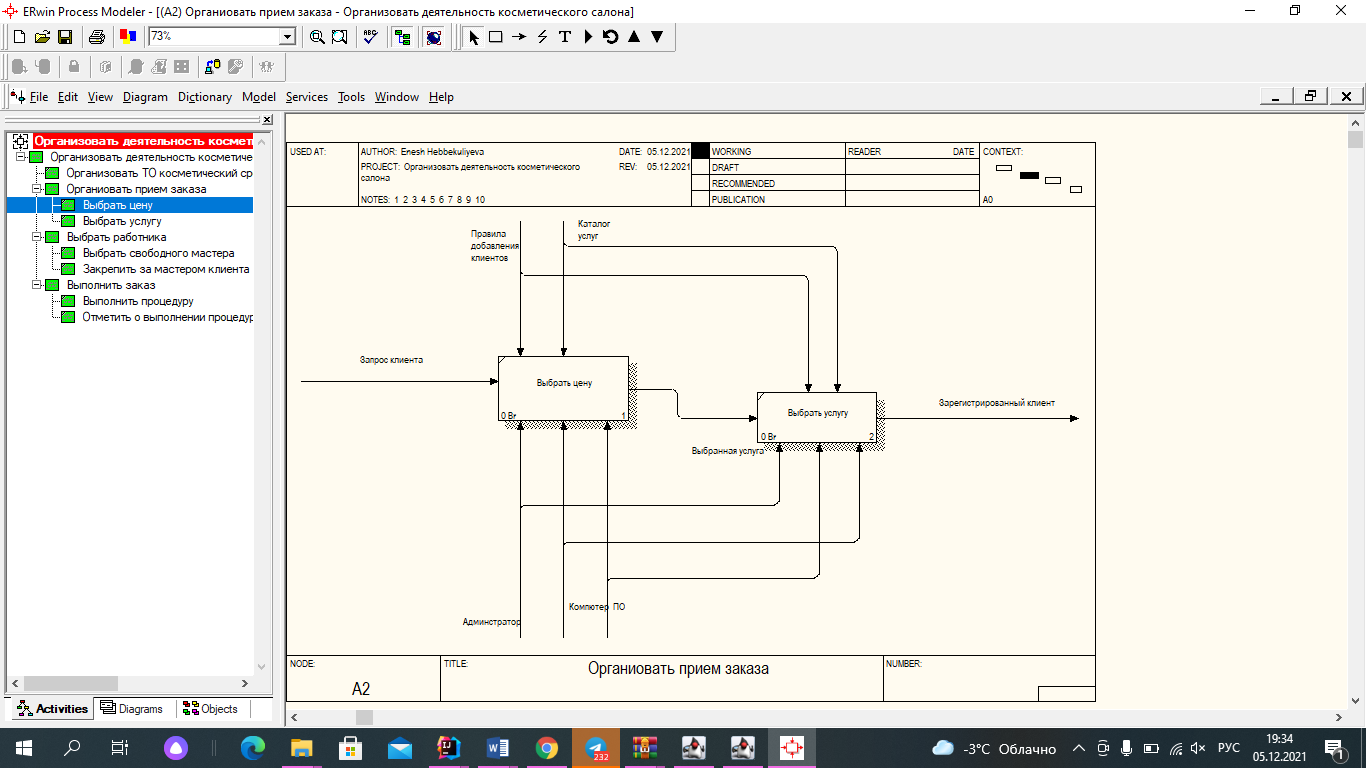 ERwin Process Modeler - [(A2) Органиовать прием заказа - Организовать деятельность косметического салона]
73%
File Edit View Diagram Dictionary Model Services Tools Window Help
Организовать деятельность космет
Организовать деятельность косметиче
Организовать ТО косметический ср
Органиовать прием заказа
Выбрать цену
Выбрать услугу
Выбрать работника
Выбрать свободного мастера
Закрепить за мастером клиента
Выполнить заказ
Выполнить процедуру
Отметить о выполнении процедур
Activities Diagrams Objects
USED AT:
AUTHOR: Enesh Hebbekuliyeva
DATE: 05.12.2021
PROJECT: Организовать деятельность косметического
салона
REV: 05.12.2021
NOTES: 1 2 3 4 5 6 7 8 9 10
WORKING
DRAFT
RECOMMENDED
PUBLICATION
READER DATE
CONTEXT:
A0
Правила
добавления
клиентов
Каталог
услуг
Запрос клиента
Выбрать цену
0 Br 1
Выбрать услугу
0 Br 2
Зарегистрированный клиент
Выбранная услуга
Компютер ПО
Админстратор
NODE:
A2
TITLE:
Органиовать прием заказа
NUMBER:
232
-3°C Облачно
РУС
19:34
05.12.2021
1